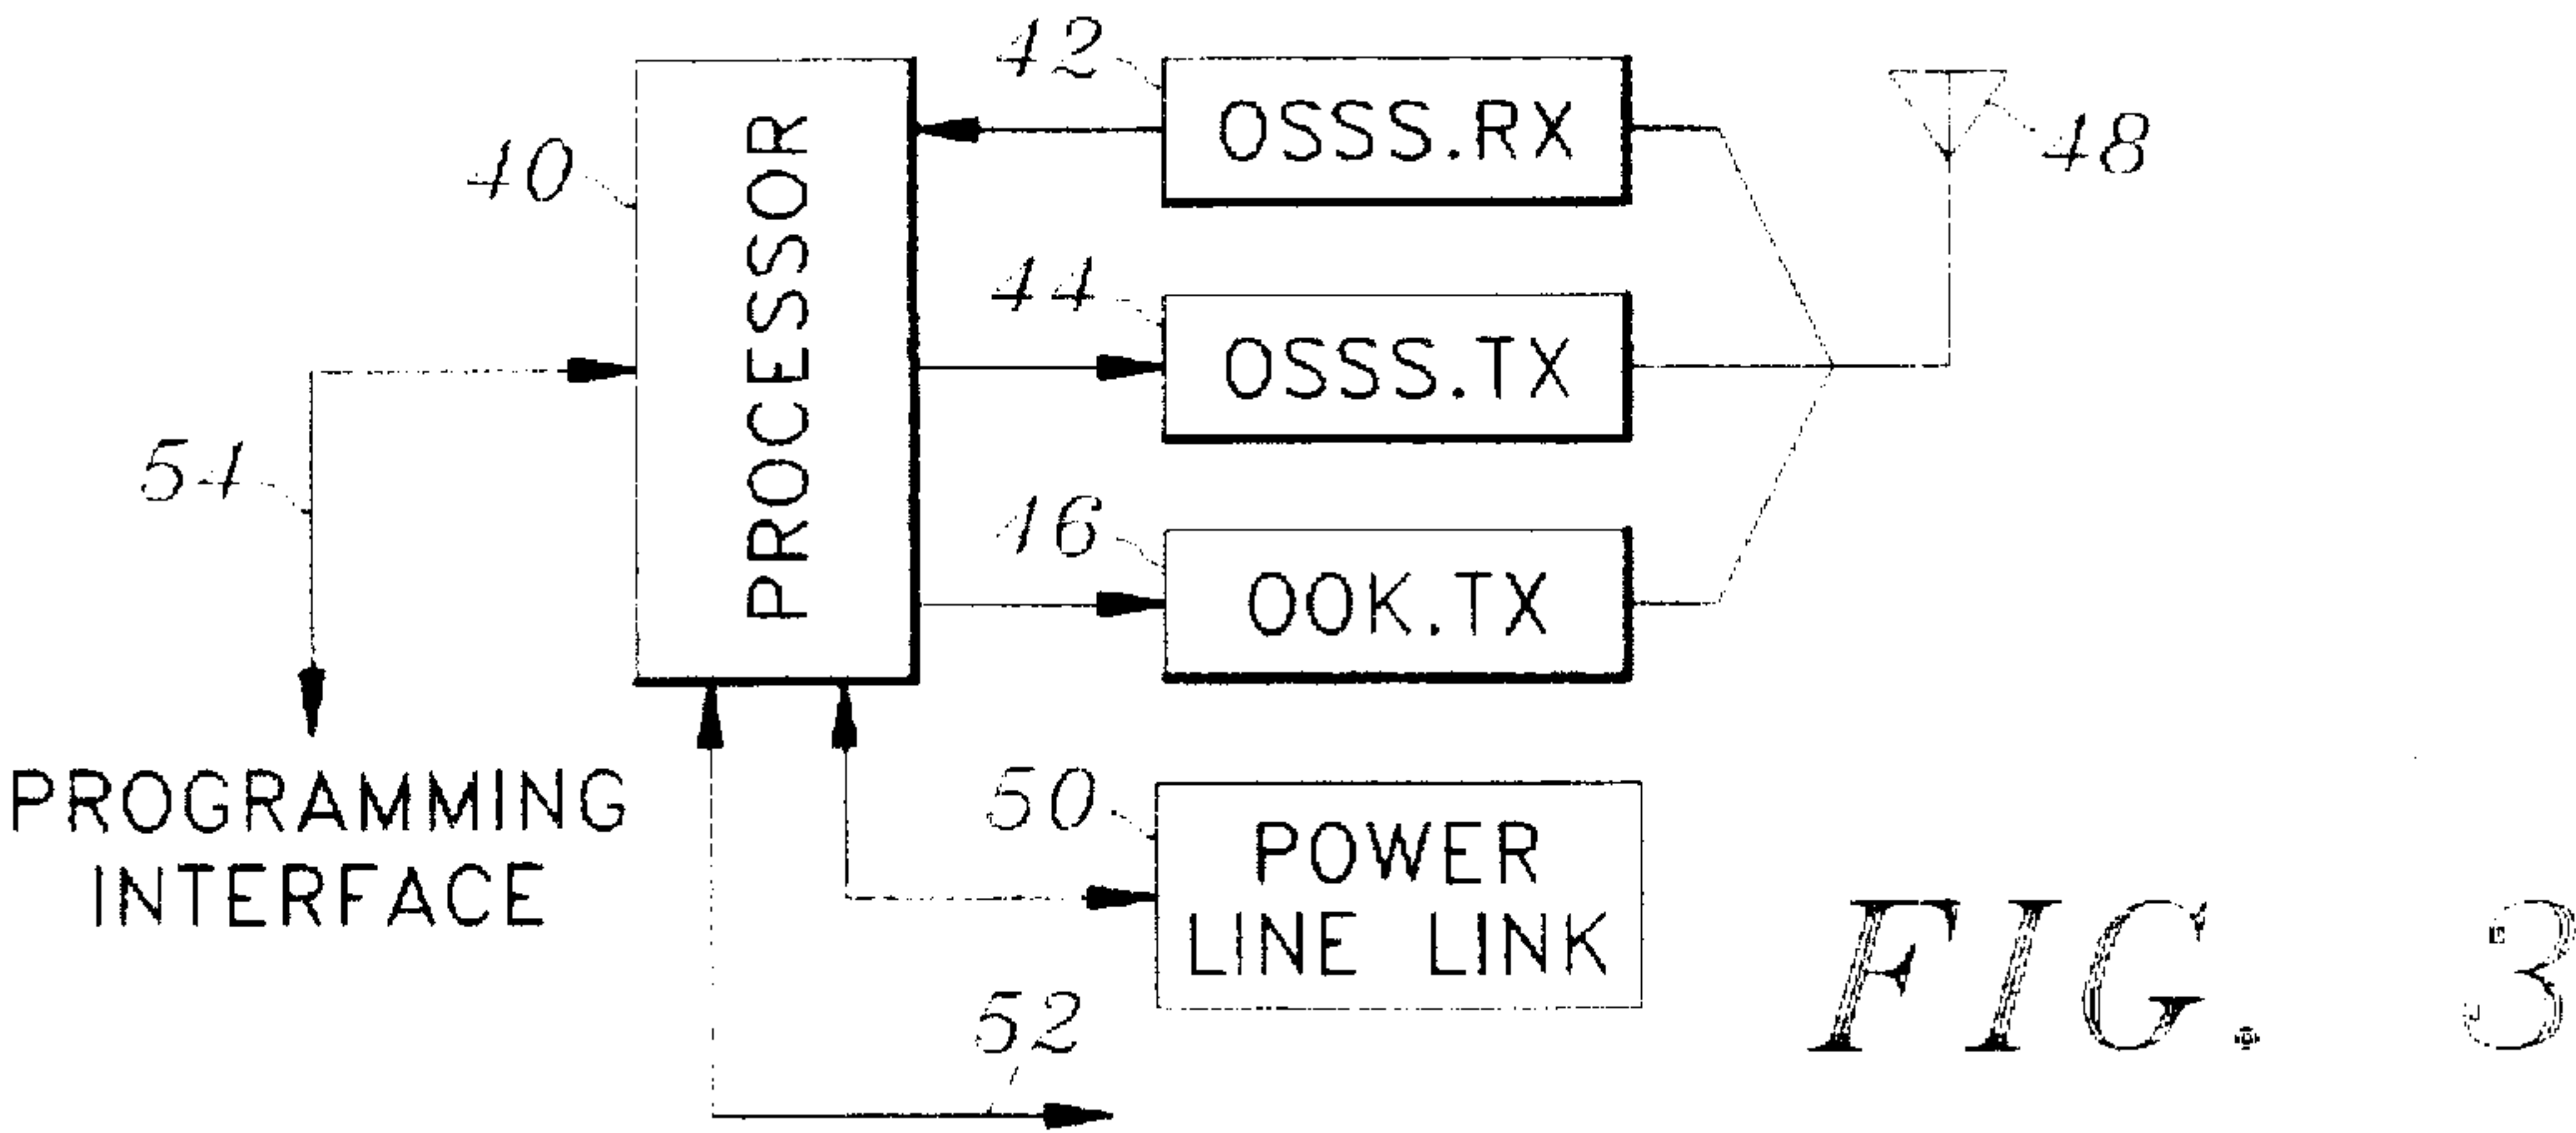 42
OSSS.RX
48
40
PROCESSOR
44
OSSS.TX
54
46
OOK.TX
PROGRAMMING
INTERFACE
50
POWER
LINE LINK
52
FIG. 3